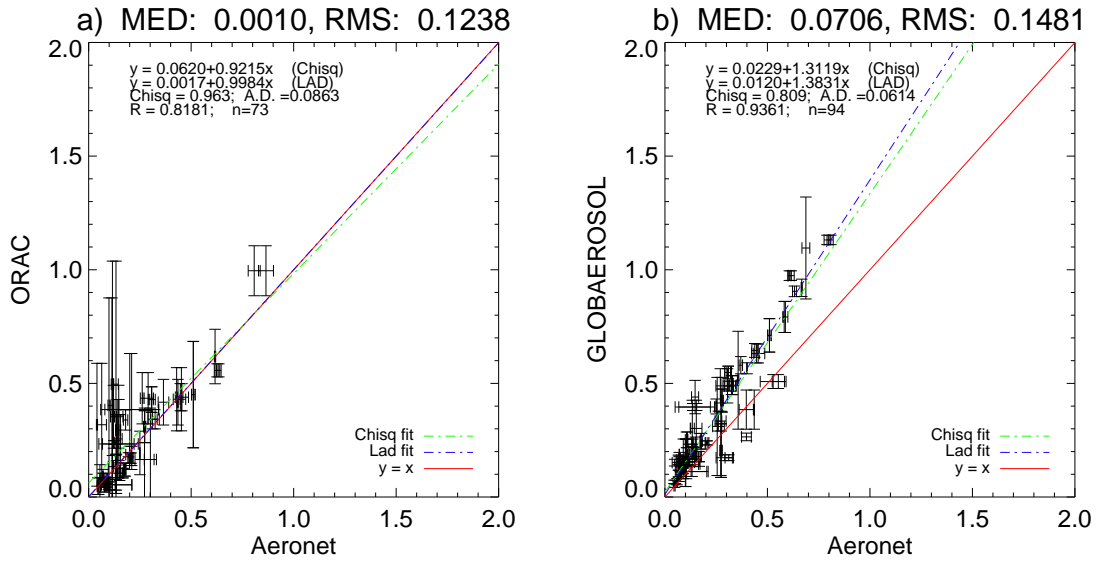 a) MED: 0.0010, RMS: 0.1238
2.0
y = 0.0620+0.9215x (Chisq)
y = 0.0017+0.9984x (LAD)
Chisq = 0.963; A.D. =0.0863
R = 0.8181; n=73
1.5
1.0
ORAC
0.5
Chisq fit
Lad fit
y = x
0.0
0.0 0.5 1.0 1.5 2.0
Aeronet
b) MED: 0.0706, RMS: 0.1481
2.0
y = 0.0229+1.3119x (Chisq)
y = 0.0120+1.3831x (LAD)
Chisq = 0.809; A.D. =0.0614
R = 0.9361; n=94
1.5
1.0
GLOBAEROSOL
0.5
Chisq fit
Lad fit
y = x
0.0
0.0 0.5 1.0 1.5 2.0
Aeronet